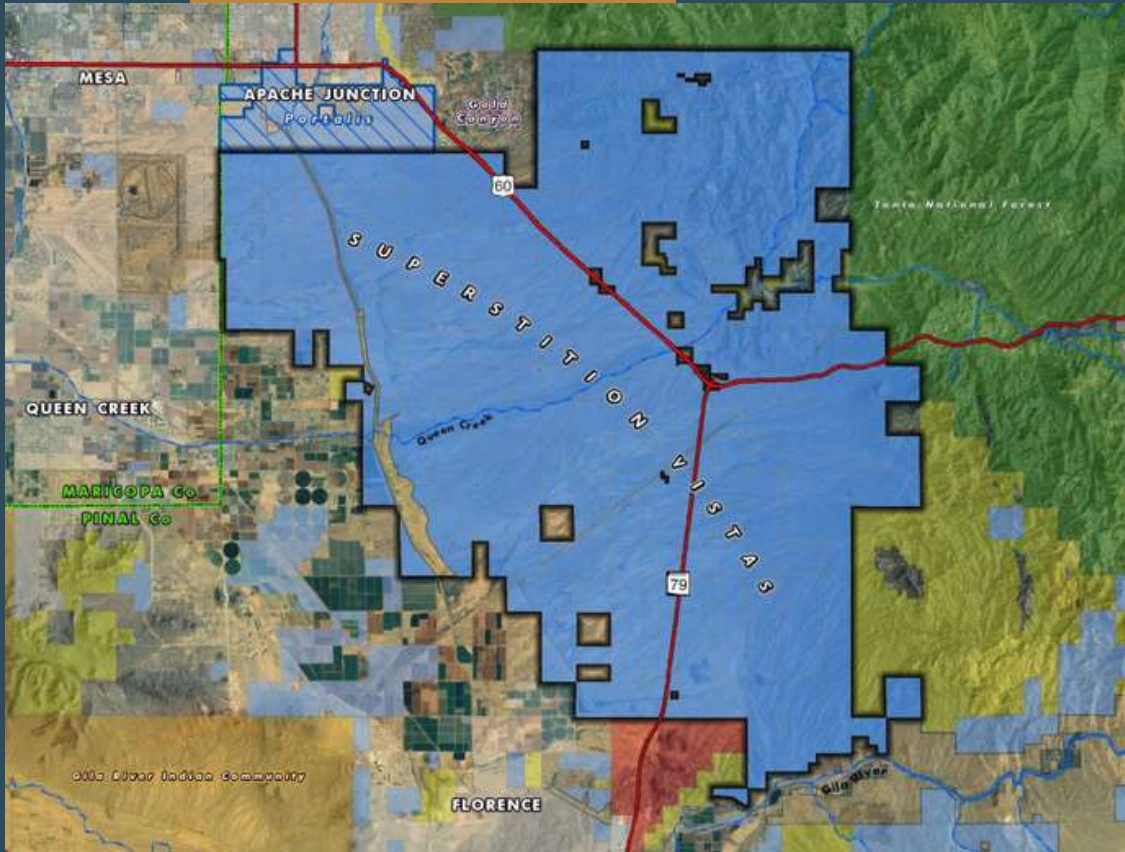 MESA
APACHE JUNCTION
Portalis
Gold
Canyon
60
Tonto National Forest
SUPERSTITION VISTAS
QUEEN CREEK
Queen Creek
MARICOPA Co
PINAL Co
79
Gila River Indian Community
Gila River
FLORENCE